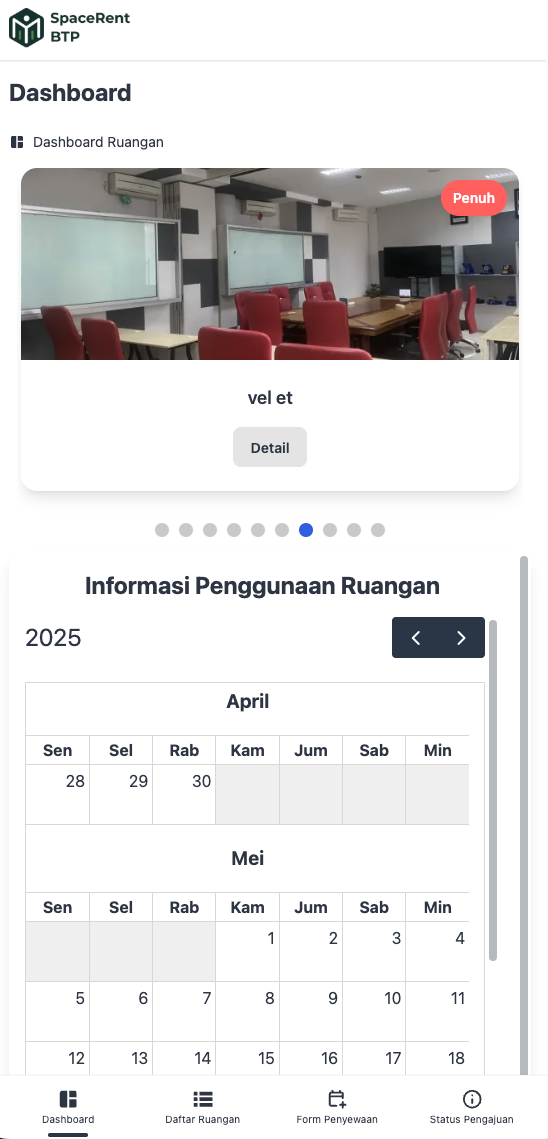 SpaceRent
BTP
Dashboard
Dashboard Ruangan
Penuh
vel et
Detail
Informasi Penggunaan Ruangan
2025
April
Sen Sel Rab Kam Jum Sab Min
28 29 30
Mei
Sen Sel Rab Kam Jum Sab Min
1 2 3 4
5 6 7 8 9 10 11
12 13 14 15 16 17 18
Dashboard Daftar Ruangan Form Penyewaan Status Pengajuan